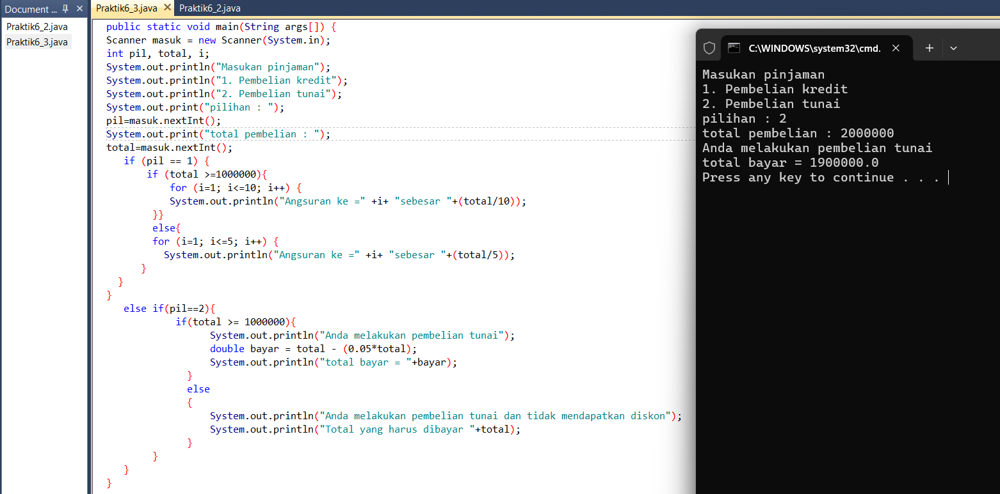 Document ...
Praktik6_3.java
Praktik6_2.java
Praktik6_2.java
Praktik6_3.java
public static void main(String args[]) {
Scanner masuk = new Scanner(System.in);
int pil, total, i;
System.out.println("Masukan pinjaman");
System.out.println("1. Pembelian kredit");
System.out.println("2. Pembelian tunai");
System.out.print("pilihan : ");
pil=masuk.nextInt();
System.out.print("total pembelian : ");
total=masuk.nextInt();
if (pil == 1) {
if (total >=1000000){
for (i=1; i<=10; i++) {
System.out.println("Angsuran ke =" +i+ "sebesar "+(total/10));
}}
else{
for (i=1; i<=5; i++) {
System.out.println("Angsuran ke =" +i+ "sebesar "+(total/5));
}
}
}
else if(pil==2){
if(total >= 1000000){
System.out.println("Anda melakukan pembelian tunai");
double bayar = total - (0.05*total);
System.out.println("total bayar = "+bayar);
}
else
{
System.out.println("Anda melakukan pembelian tunai dan tidak mendapatkan diskon");
System.out.println("Total yang harus dibayar "+total);
}
}
}
}
C:\WINDOWS\system32\cmd.
Masukan pinjaman
1. Pembelian kredit
2. Pembelian tunai
pilihan : 2
total pembelian : 2000000
Anda melakukan pembelian tunai
total bayar = 1900000.0
Press any key to continue . . .